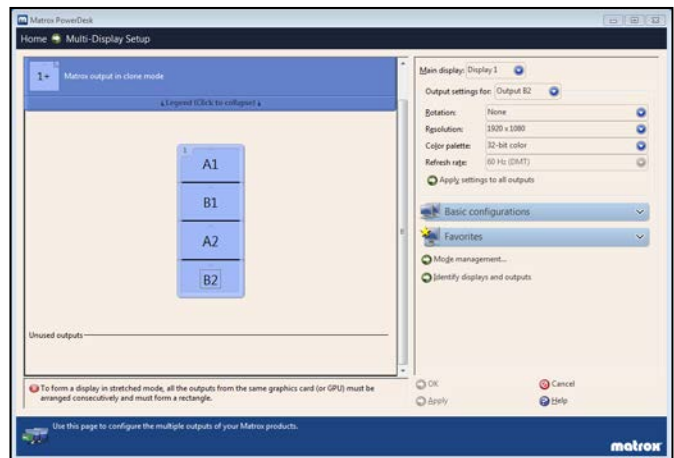 Matrox PowerDesk
Home Multi-Display Setup
1+ Matrox output in clone mode
Legend (Click to collapse)
1
A1
B1
A2
B2
Unused outputs
To form a display in stretched mode, all the outputs from the same graphics card (or GPU) must be
arranged consecutively and must form a rectangle.
Main display: Display 1
Output settings for: Output B2
Rotation: None
Resolution: 1920 x 1080
Color palette: 32-bit color
Refresh rate: 60 Hz (DMT)
Apply settings to all outputs
Basic configurations
Favorites
Mode management...
Identify displays and outputs
OK Cancel
Apply Help
Use this page to configure the multiple outputs of your Matrox products.
matrox